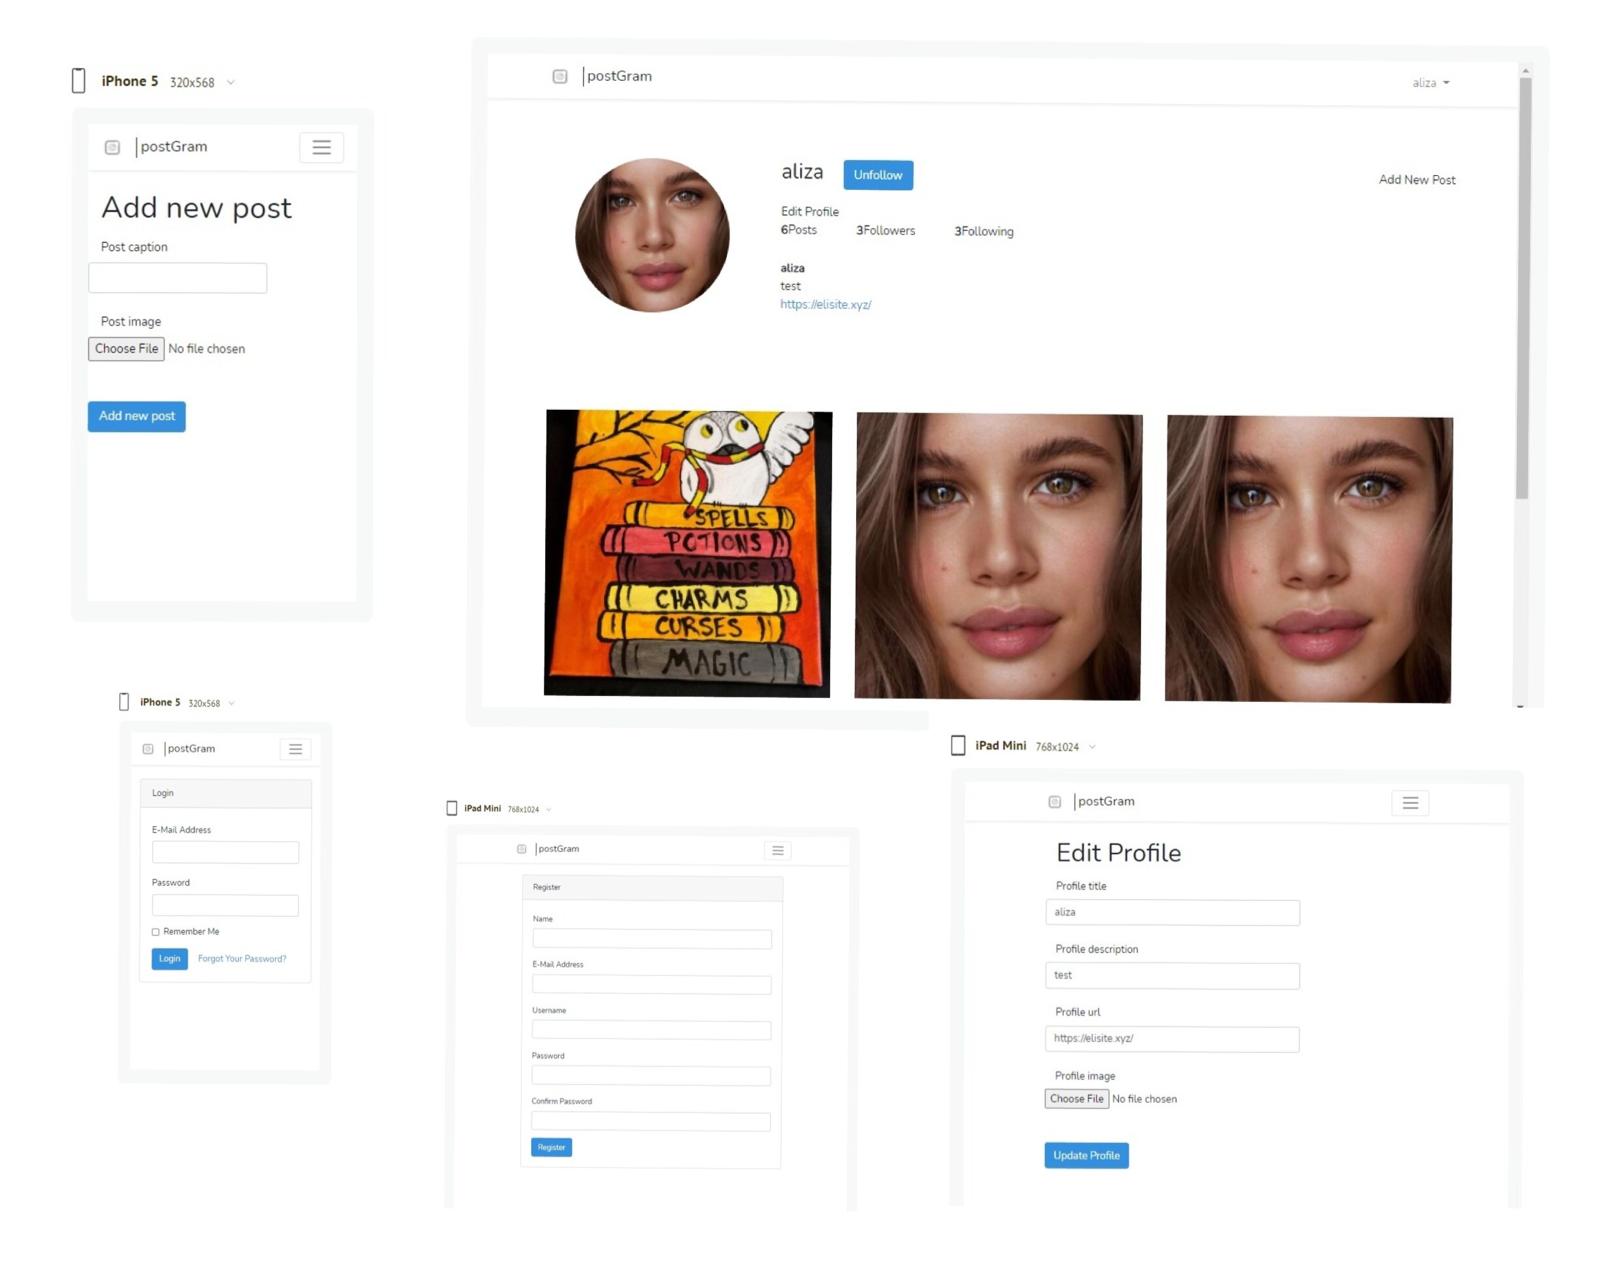 iPhone 5 320x568
postGram
Add new post
Post caption
Post image
Choose File No file chosen
Add new post
postGram
aliza
aliza Unfollow
Add New Post
Edit Profile
6Posts 3Followers 3Following
aliza
test
https://elisite.xyz/
SPELLS
POTIONS
WANDS
CHARMS
CURSES
MAGIC
iPhone 5 320x568
postGram
Login
E-Mail Address
Password
Remember Me
Login Forgot Your Password?
iPad Mini 768x1024
postGram
Register
Name
E-Mail Address
Username
Password
Confirm Password
Register
iPad Mini 768x1024
postGram
Edit Profile
Profile title
aliza
Profile description
test
Profile url
https://elisite.xyz/
Profile image
Choose File No file chosen
Update Profile